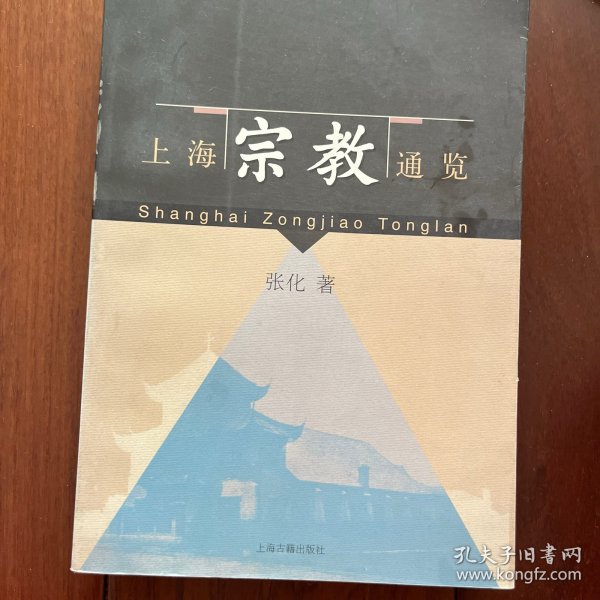 上海宗教通览
Shanghai Zongjiao Tonglan
张化 著
上海古籍出版社
孔夫子旧书网
www.kongfz.com